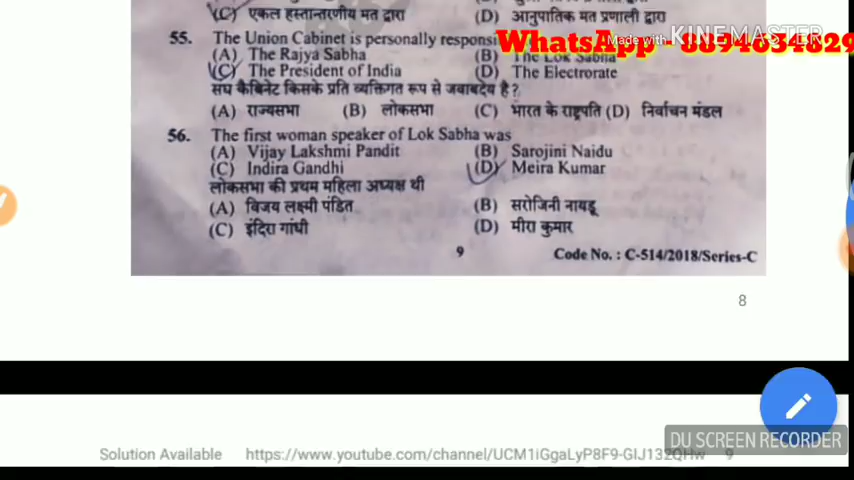 (C) एकल हस्तान्तरणीय मत द्वारा (D) आनुपातिक मत प्रणाली द्वारा
55. The Union Cabinet is personally
WhatsApp - 8894634829
Made with KINEMASTER
(A) The Rajya Sabha (B) The Lok Sabha
(C) The President of India (D) The Electrorate
संघ कैबिनेट किसके प्रति व्यक्तिगत रूप से जवाबदेय है?
(A) राज्यसभा (B) लोकसभा (C) भारत के राष्ट्रपति (D) निर्वाचन मंडल
56. The first woman speaker of Lok Sabha was
(A) Vijay Lakshmi Pandit (B) Sarojini Naidu
(C) Indira Gandhi (D) Meira Kumar
लोकसभा की प्रथम महिला अध्यक्ष थी
(A) विजय लक्ष्मी पंडित (B) सरोजिनी नायडू
(C) इंदिरा गांधी (D) मीरा कुमार
9 Code No. : C-514/2018/Series-C
8
DU SCREEN RECORDER
Solution Available https://www.youtube.com/channel/UCM1iGgaLyP8F9-GIJ132QHw 9